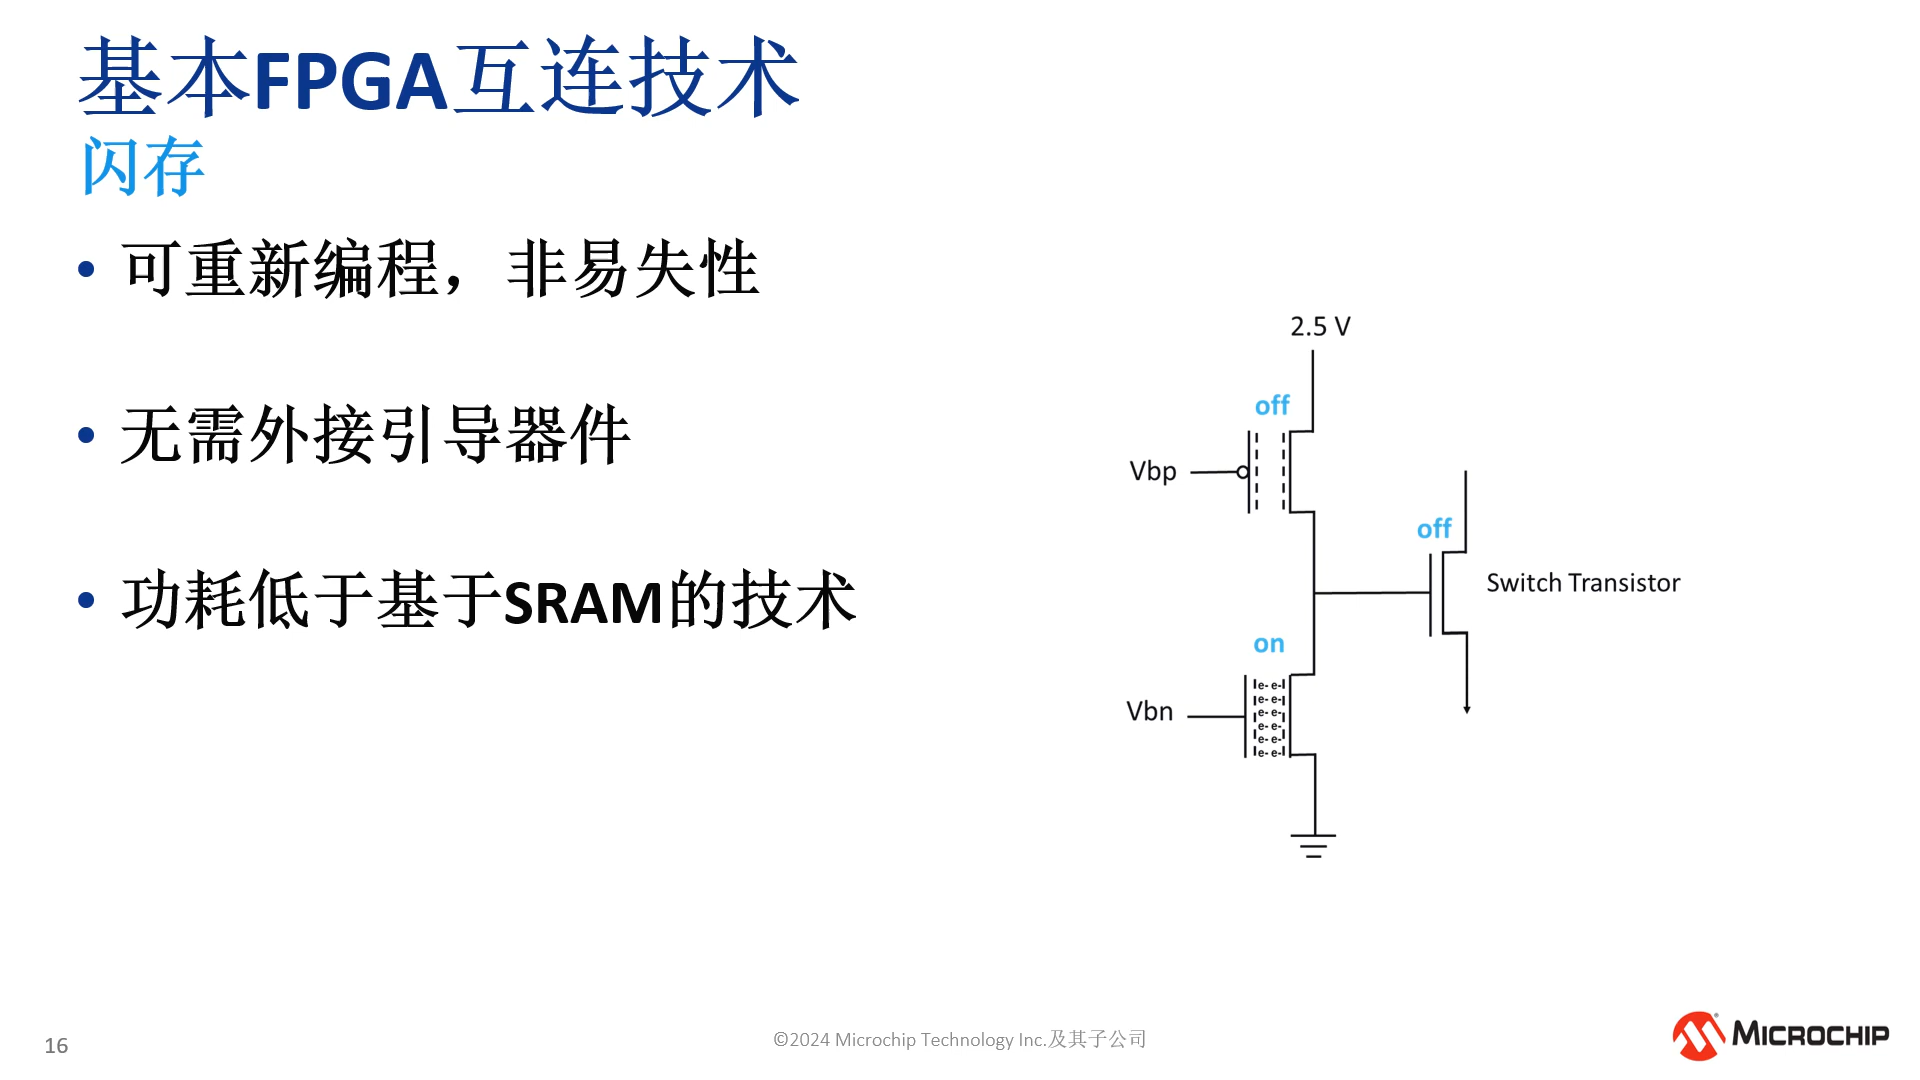 基本FPGA互连技术
闪存
• 可重新编程，非易失性
• 无需外接引导器件
• 功耗低于基于SRAM的技术
2.5 V
off
Vbp
off
Switch Transistor
on
Vbn
e- e-
e- e-
e- e-
e- e-
e- e-
e- e-
16
©2024 Microchip Technology Inc.及其子公司
MICROCHIP